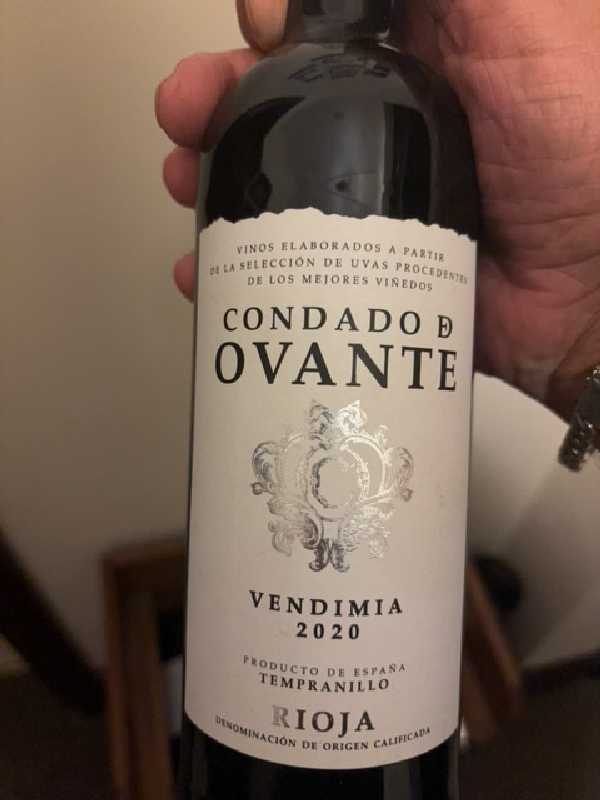 VINOS ELABORADOS A PARTIR
DE LA SELECCIÓN DE UVAS PROCEDENTES
DE LOS MEJORES VIÑEDOS
CONDADO DE
OVANTE
C
VENDIMIA
2020
PRODUCTO DE ESPAÑA
TEMPRANILLO
RIOJA
DENOMINACIÓN DE ORIGEN CALIFICADA